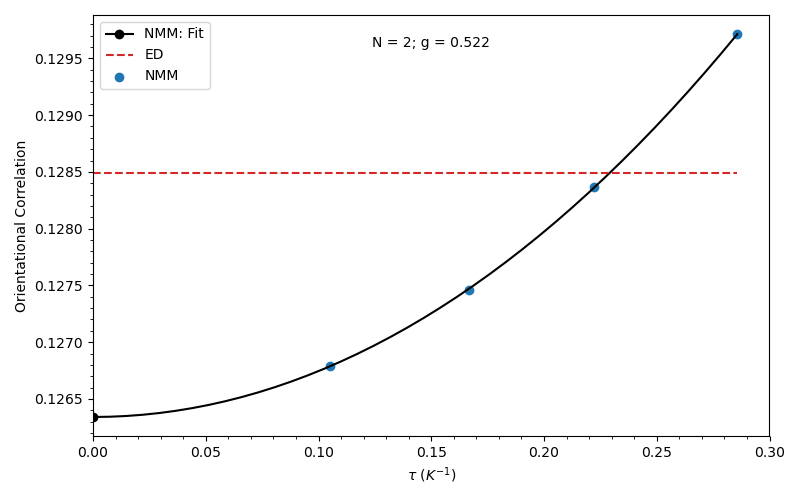 NMM: Fit
ED
NMM
N = 2; g = 0.522
Orientational Correlation
0.1295
0.1290
0.1285
0.1280
0.1275
0.1270
0.1265
0.00 0.05 0.10 0.15 0.20 0.25 0.30
τ (K⁻¹)